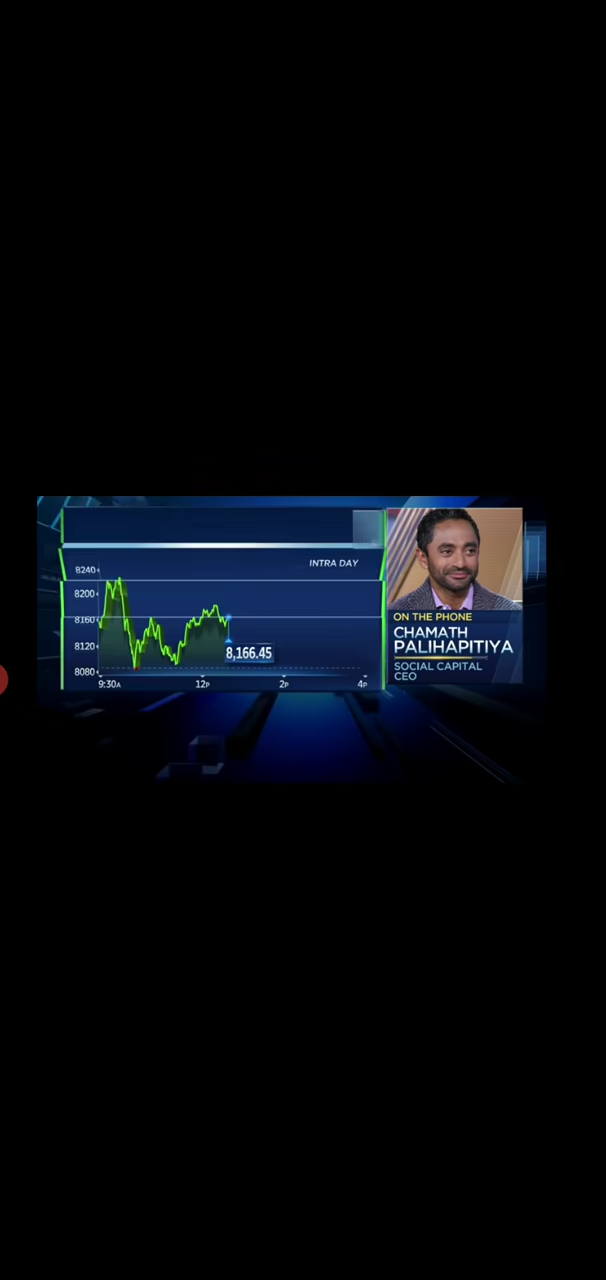 INTRA DAY
8240
8200
8160
8120
8080
8,166.45
9:30A
12P
2P
4P
ON THE PHONE
CHAMATH
PALIHAPITIYA
SOCIAL CAPITAL
CEO